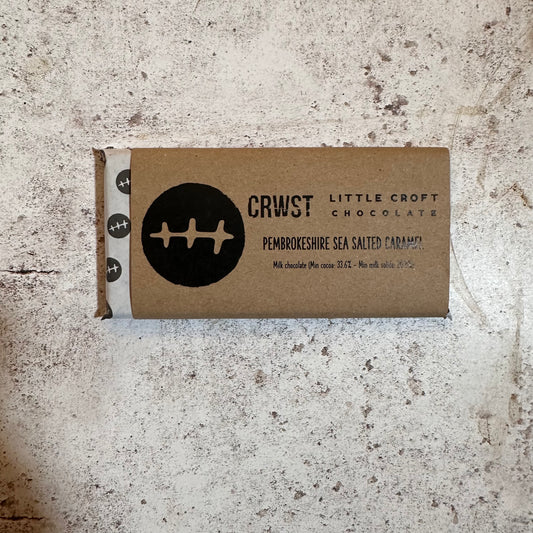 CRWST
LITTLE CROFT
CHOCOLATE
PEMBROKESHIRE SEA SALTED CARAMEL
Milk chocolate (Min cocoa: 33.6% - Min milk solids: